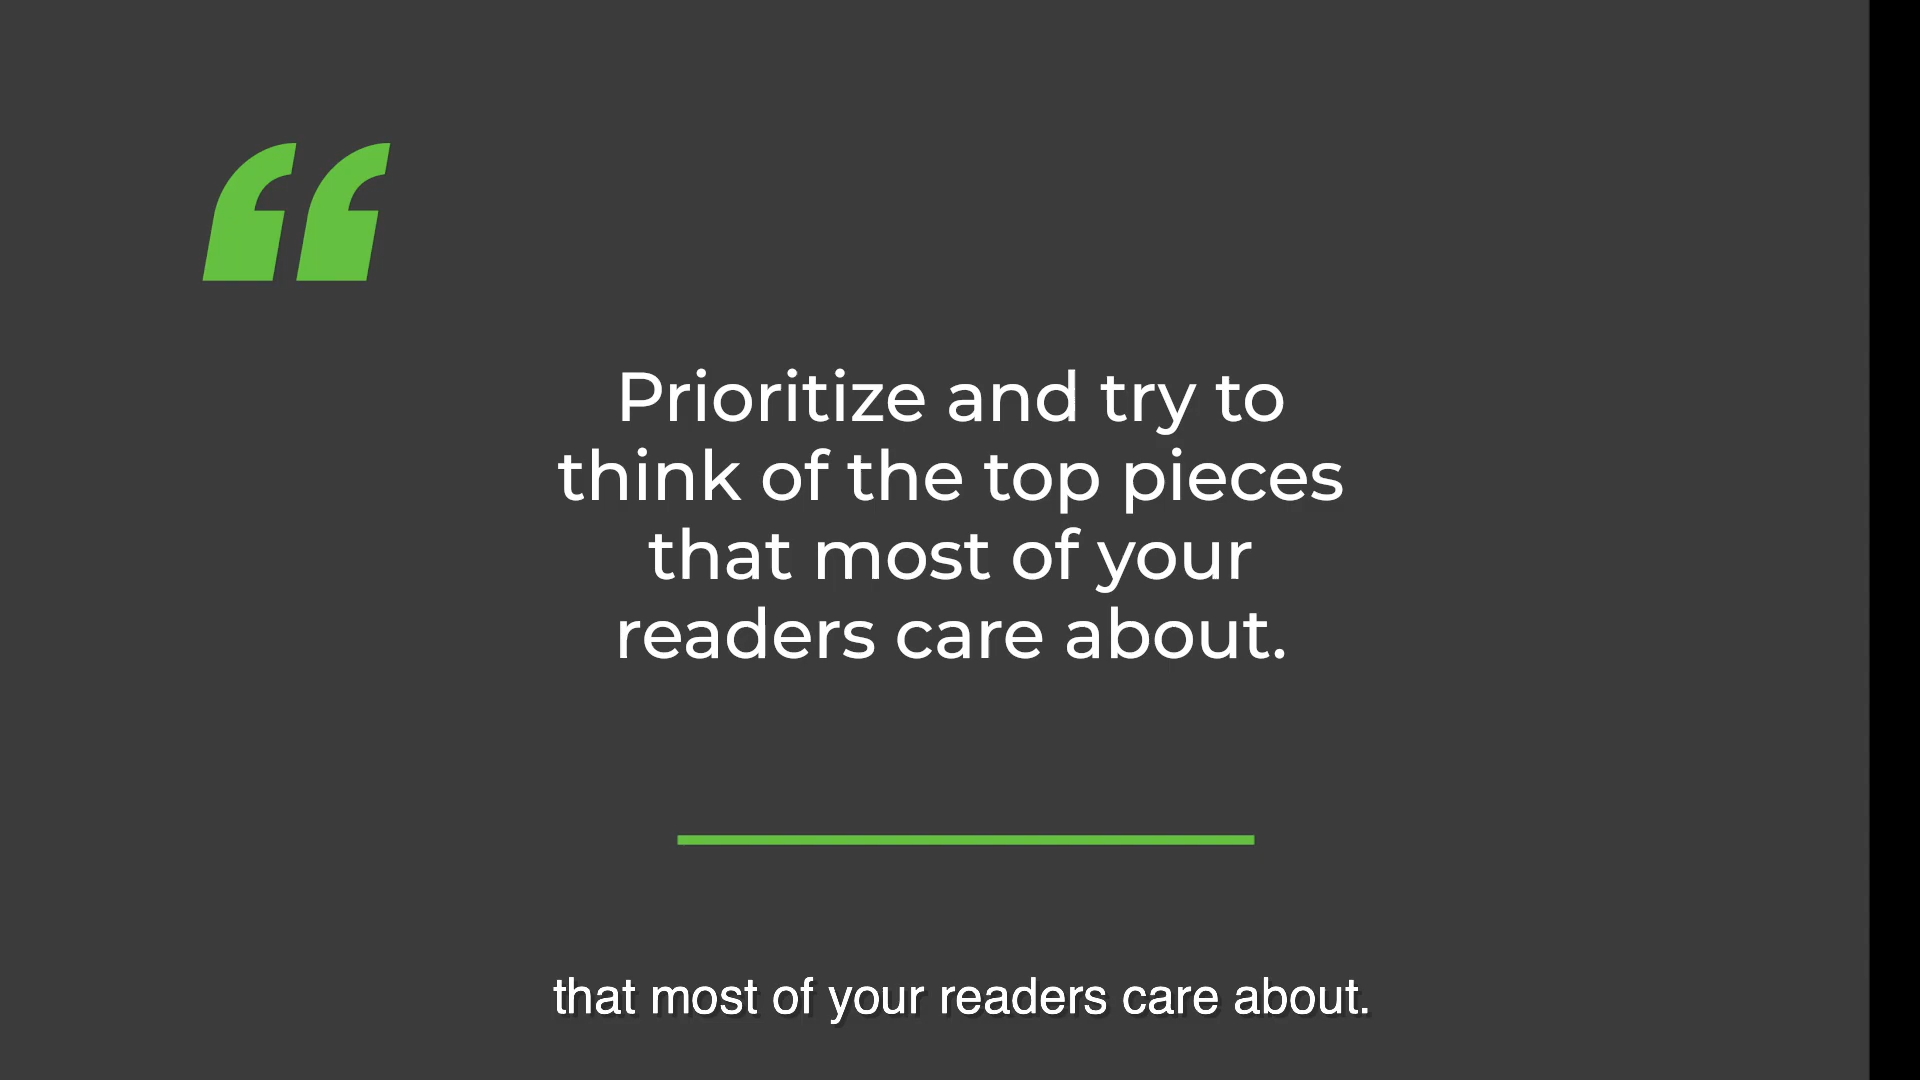 “
Prioritize and try to
think of the top pieces
that most of your
readers care about.
that most of your readers care about.